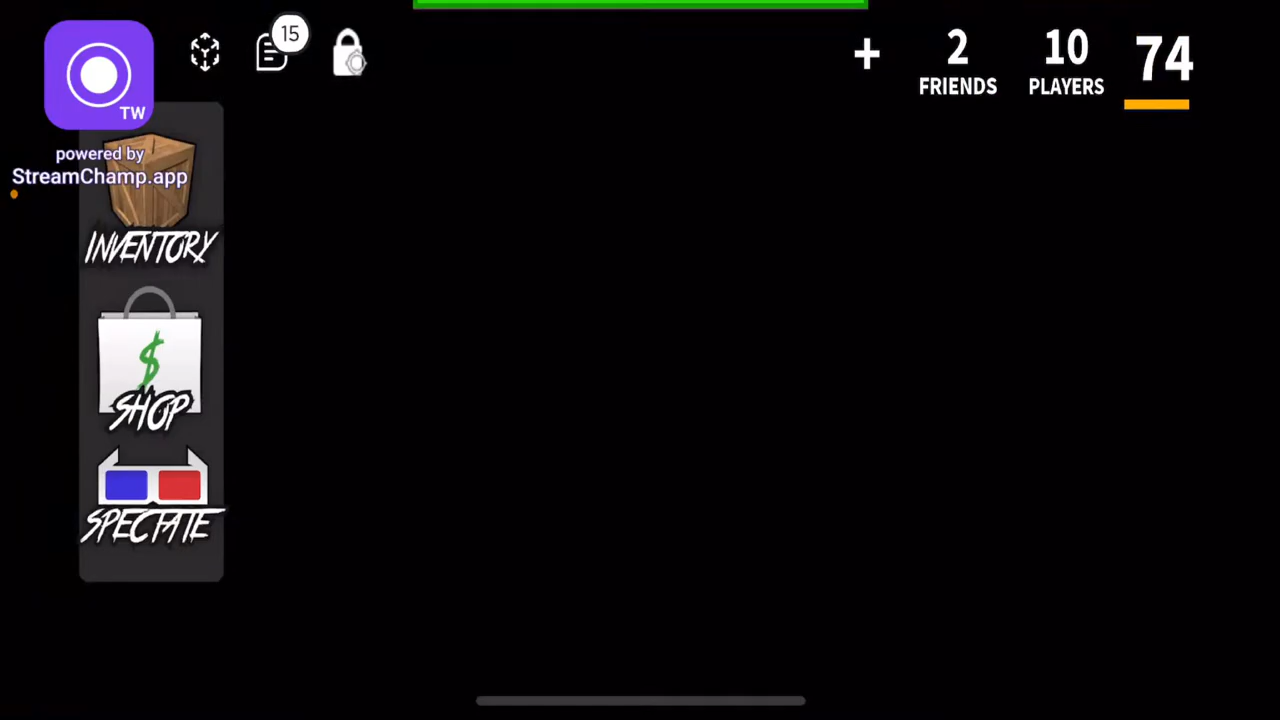 15
2
FRIENDS
10
PLAYERS
74
TW
powered by
StreamChamp.app
INVENTORY
$
SHOP
SPECTATE